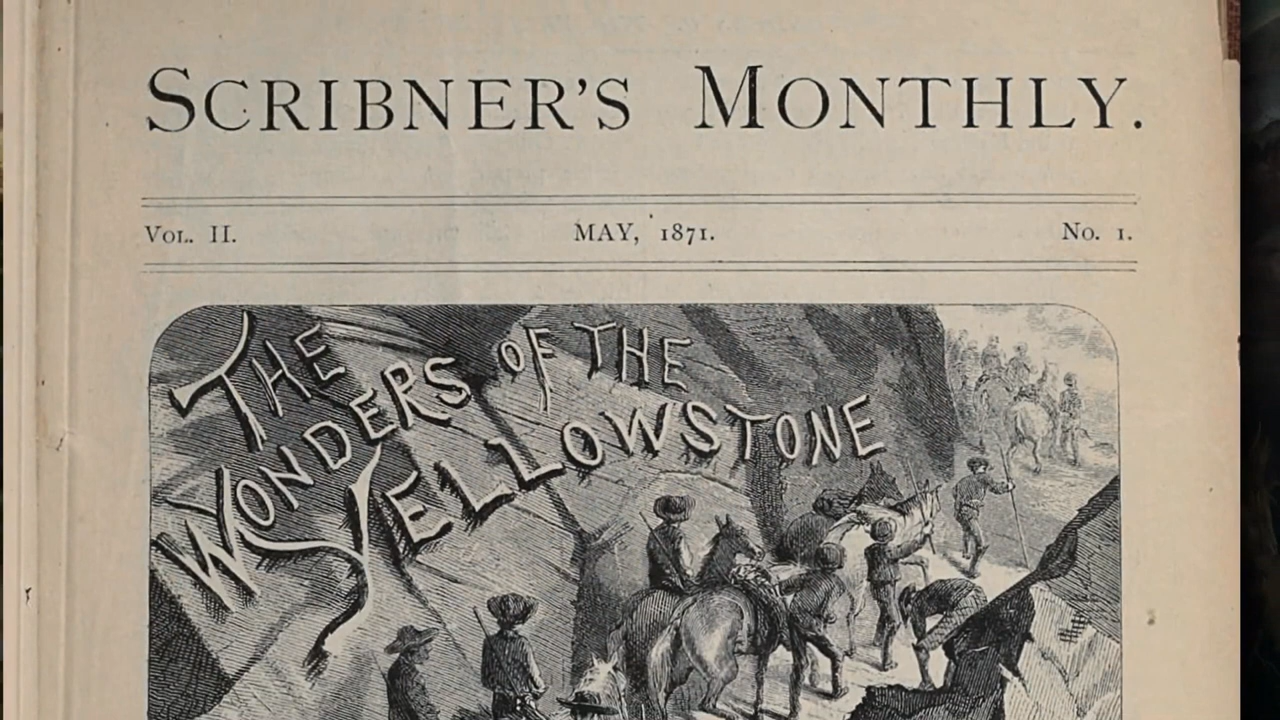 SCRIBNER'S MONTHLY.
VOL. II. MAY, 1871. No. 1.
THE
WONDERS OF THE
YELLOWSTONE